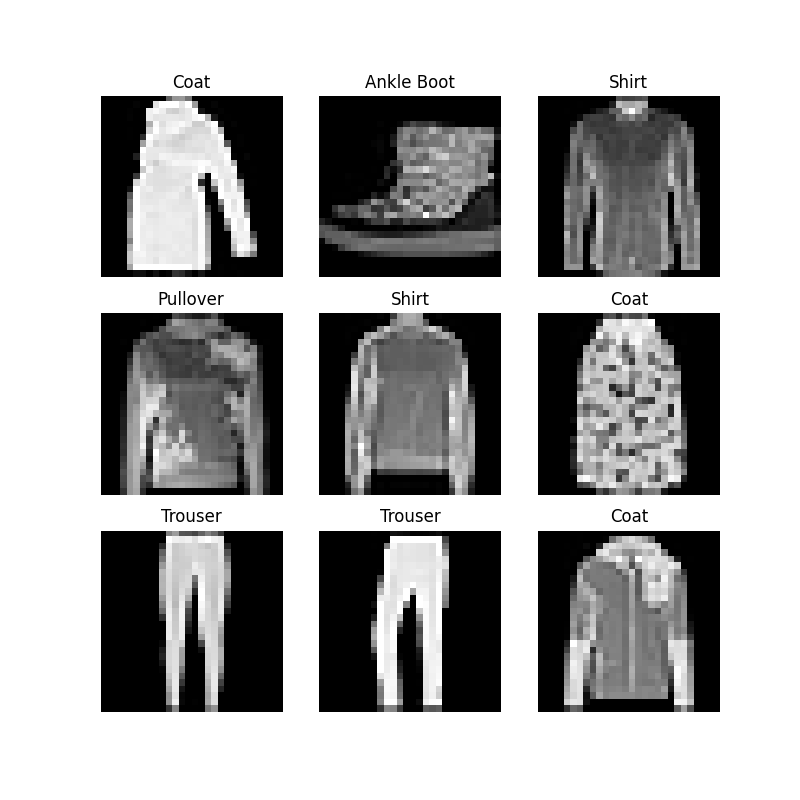 Coat
Ankle Boot
Shirt
Pullover
Shirt
Coat
Trouser
Trouser
Coat